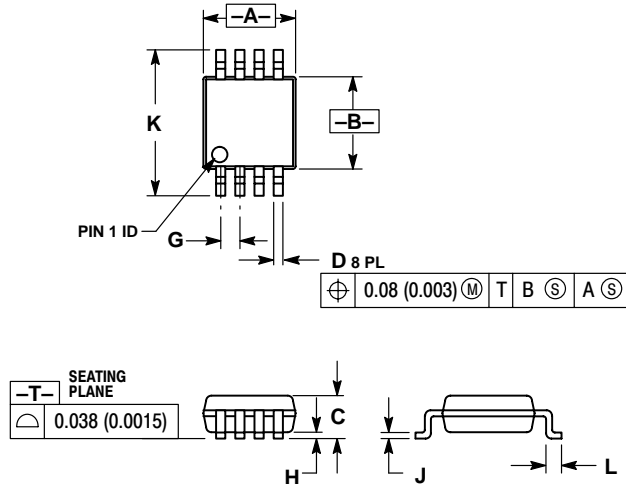 –A–
K
–B–
PIN 1 ID
G
D 8 PL
⌖ 0.08 (0.003) Ⓜ T B Ⓢ A Ⓢ
–T– SEATING PLANE
⌓ 0.038 (0.0015)
C
H
J
L